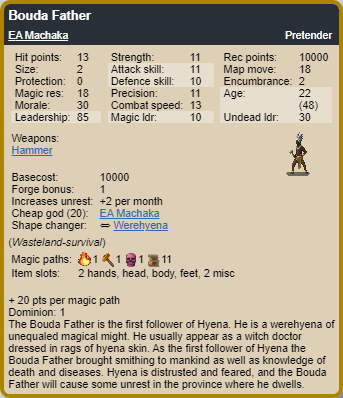 Bouda Father
EA Machaka Pretender
Hit points: 13 Strength: 11 Rec points: 10000
Size: 2 Attack skill: 11 Map move: 18
Protection: 0 Defence skill: 10 Encumbrance: 2
Magic res: 18 Precision: 11 Age: 22
Morale: 30 Combat speed: 13 (48)
Leadership: 85 Magic ldr: 10 Undead ldr: 30
Weapons:
Hammer
Basecost: 10000
Forge bonus: 1
Increases unrest: +2 per month
Cheap god (20): EA Machaka
Shape changer: ⇔ Werehyena
(Wasteland-survival)
Magic paths: 1 1 1 11
Item slots: 2 hands, head, body, feet, 2 misc
+ 20 pts per magic path
Dominion: 1
The Bouda Father is the first follower of Hyena. He is a werehyena of
unequaled magical might. He usually appear as a witch doctor
dressed in rags of hyena skin. As the first follower of Hyena the
Bouda Father brought smithing to mankind as well as knowledge of
death and diseases. Hyena is distrusted and feared, and the Bouda
Father will cause some unrest in the province where he dwells.